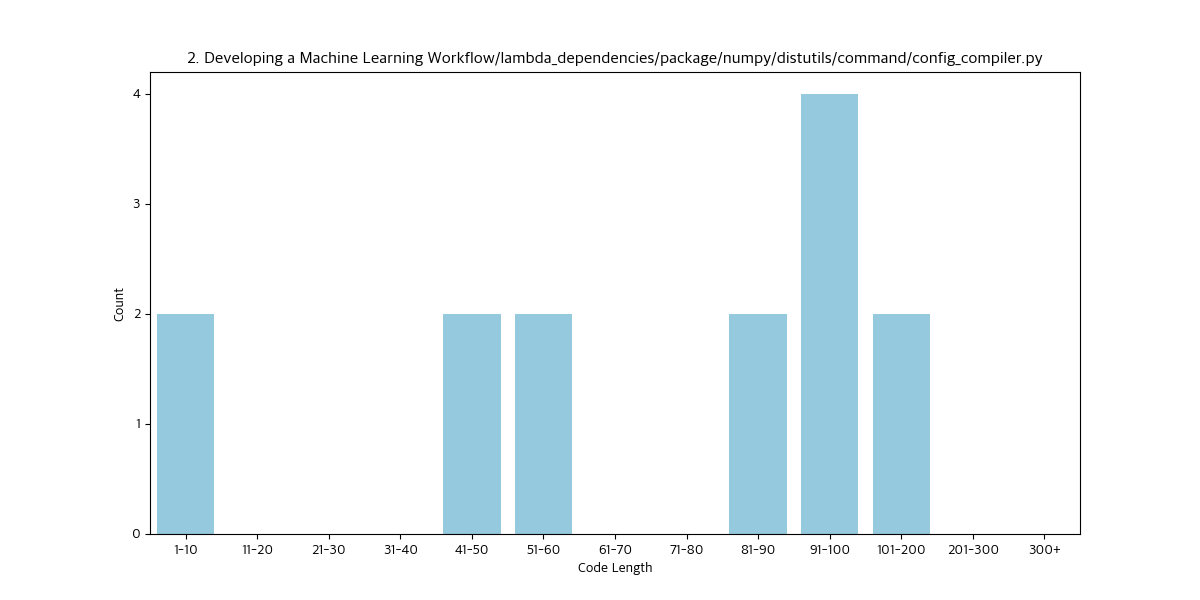 2. Developing a Machine Learning Workflow/lambda_dependencies/package/numpy/distutils/command/config_compiler.py
4
3
2
1
0
Count
1-10 11-20 21-30 31-40 41-50 51-60 61-70 71-80 81-90 91-100 101-200 201-300 300+
Code Length